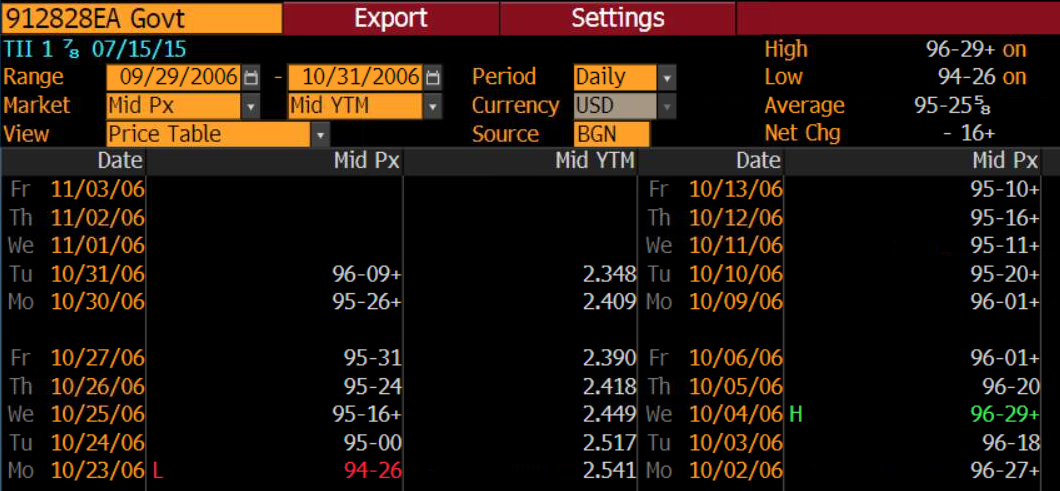 912828EA Govt Export Settings
TII 1 ⅞ 07/15/15 High 96-29+ on
Range 09/29/2006 - 10/31/2006 Period Daily Low 94-26 on
Market Mid Px Mid YTM Currency USD Average 95-25⅝
View Price Table Source BGN Net Chg - 16+
Date Mid Px Mid YTM Date Mid Px
Fr 11/03/06 Fr 10/13/06 95-10+
Th 11/02/06 Th 10/12/06 95-16+
We 11/01/06 We 10/11/06 95-11+
Tu 10/31/06 96-09+ 2.348 Tu 10/10/06 95-20+
Mo 10/30/06 95-26+ 2.409 Mo 10/09/06 96-01+
Fr 10/27/06 95-31 2.390 Fr 10/06/06 96-01+
Th 10/26/06 95-24 2.418 Th 10/05/06 96-20
We 10/25/06 95-16+ 2.449 We 10/04/06 H 96-29+
Tu 10/24/06 95-00 2.517 Tu 10/03/06 96-18
Mo 10/23/06 L 94-26 2.541 Mo 10/02/06 96-27+